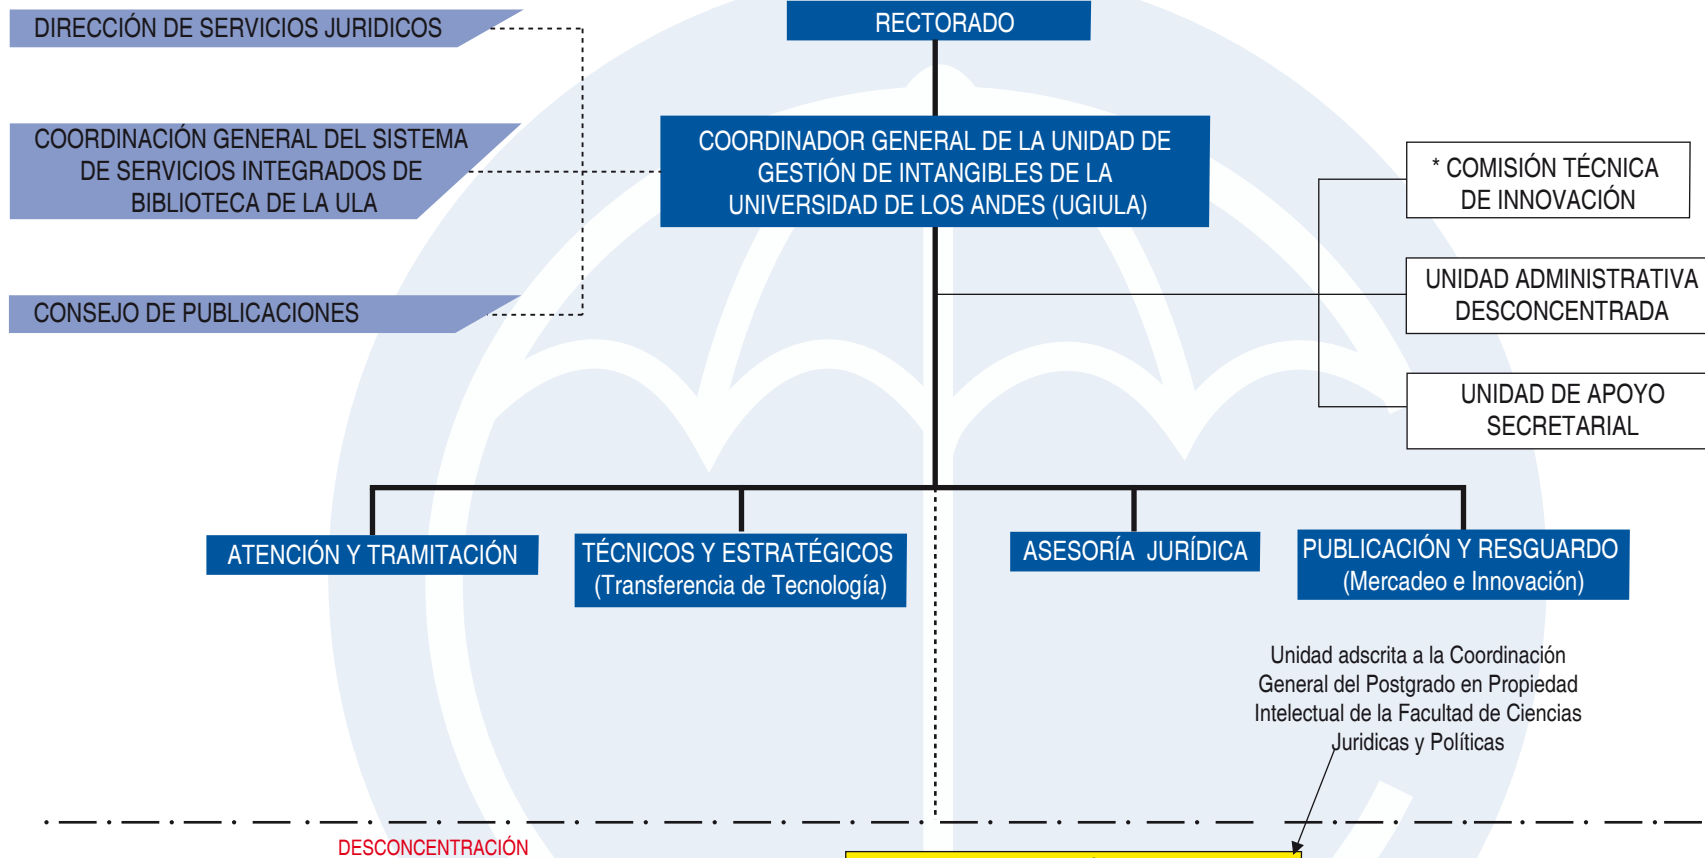 DIRECCIÓN DE SERVICIOS JURIDICOS
RECTORADO
COORDINACIÓN GENERAL DEL SISTEMA
DE SERVICIOS INTEGRADOS DE
BIBLIOTECA DE LA ULA
COORDINADOR GENERAL DE LA UNIDAD DE
GESTIÓN DE INTANGIBLES DE LA
UNIVERSIDAD DE LOS ANDES (UGIULA)
* COMISIÓN TÉCNICA
DE INNOVACIÓN
UNIDAD ADMINISTRATIVA
DESCONCENTRADA
CONSEJO DE PUBLICACIONES
UNIDAD DE APOYO
SECRETARIAL
ATENCIÓN Y TRAMITACIÓN
TÉCNICOS Y ESTRATÉGICOS
(Transferencia de Tecnología)
ASESORÍA JURÍDICA
PUBLICACIÓN Y RESGUARDO
(Mercadeo e Innovación)
Unidad adscrita a la Coordinación
General del Postgrado en Propiedad
Intelectual de la Facultad de Ciencias
Juridicas y Políticas
DESCONCENTRACIÓN